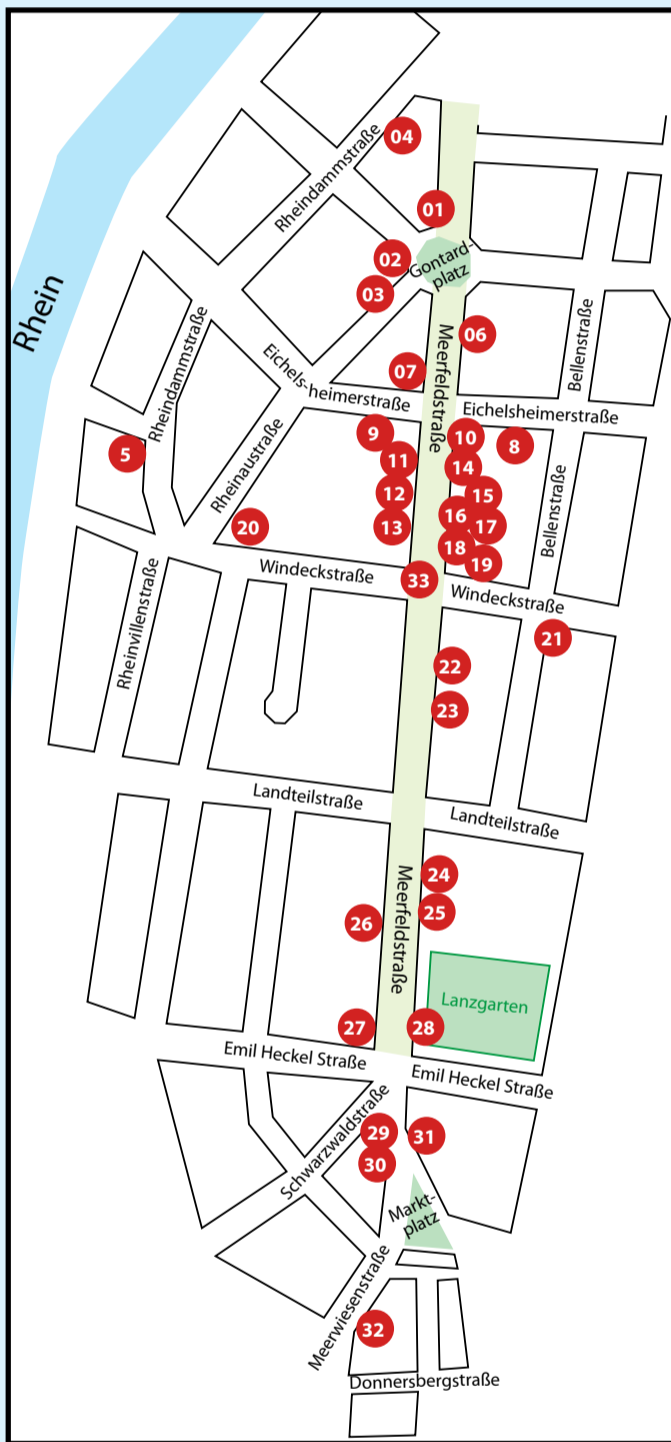 04
Rheindammstraße
01
02
Gontard-
platz
03
Rhein
06
Meerfeldstraße
Bellenstraße
Rheindammstraße
Eichels-heimerstraße
07
Eichelsheimerstraße
9
10
8
5
11
14
Rheinaustraße
12
15
Bellenstraße
16
17
20
13
18
19
Windeckstraße
33
Windeckstraße
Rheinvillenstraße
21
22
23
Landteilstraße
Landteilstraße
24
Meerfeldstraße
25
26
Lanzgarten
27
28
Emil Heckel Straße
Emil Heckel Straße
Schwarzwaldstraße
29
31
30
Markt-
platz
Meerwiesenstraße
32
Donnersbergstraße